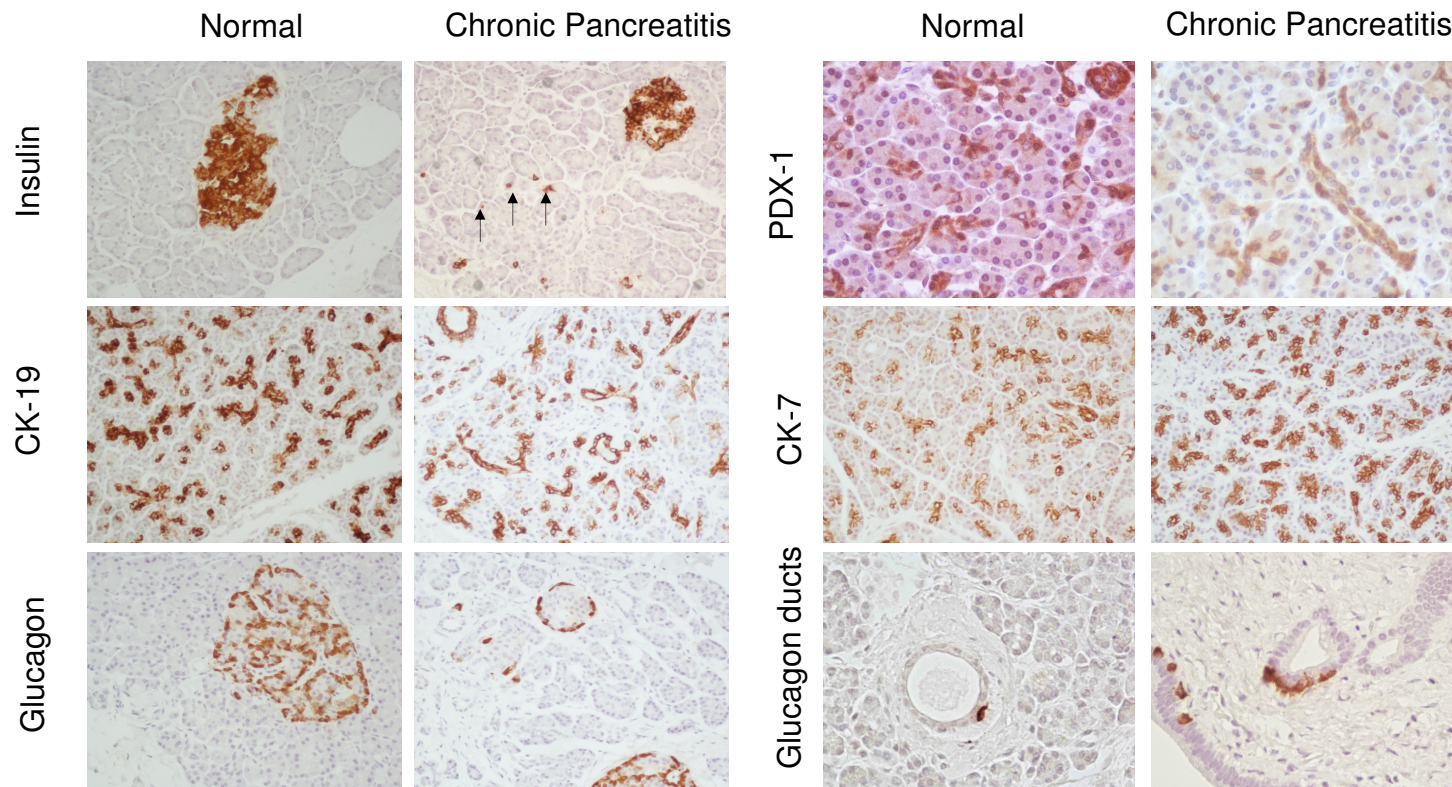 Normal
Chronic Pancreatitis
Normal
Chronic Pancreatitis
Insulin
PDX-1
CK-19
CK-7
Glucagon
Glucagon ducts